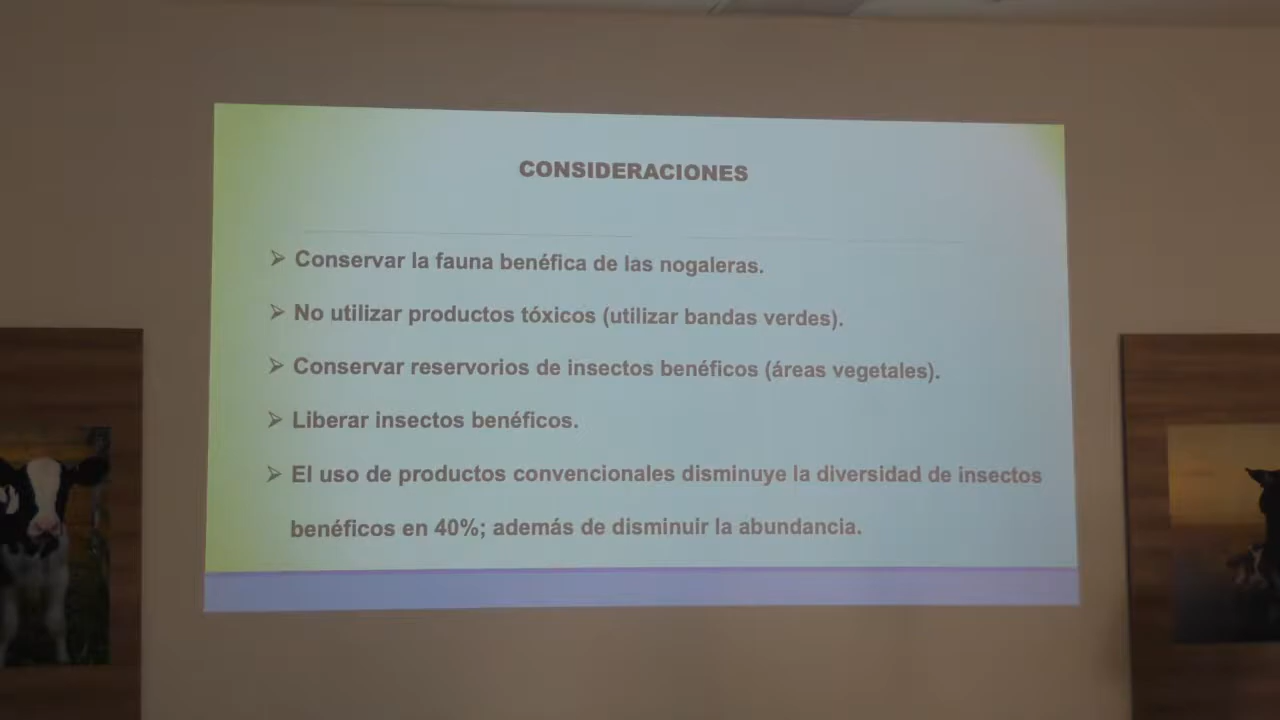 CONSIDERACIONES
➢ Conservar la fauna benéfica de las nogaleras.
➢ No utilizar productos tóxicos (utilizar bandas verdes).
➢ Conservar reservorios de insectos benéficos (áreas vegetales).
➢ Liberar insectos benéficos.
➢ El uso de productos convencionales disminuye la diversidad de insectos
benéficos en 40%; además de disminuir la abundancia.